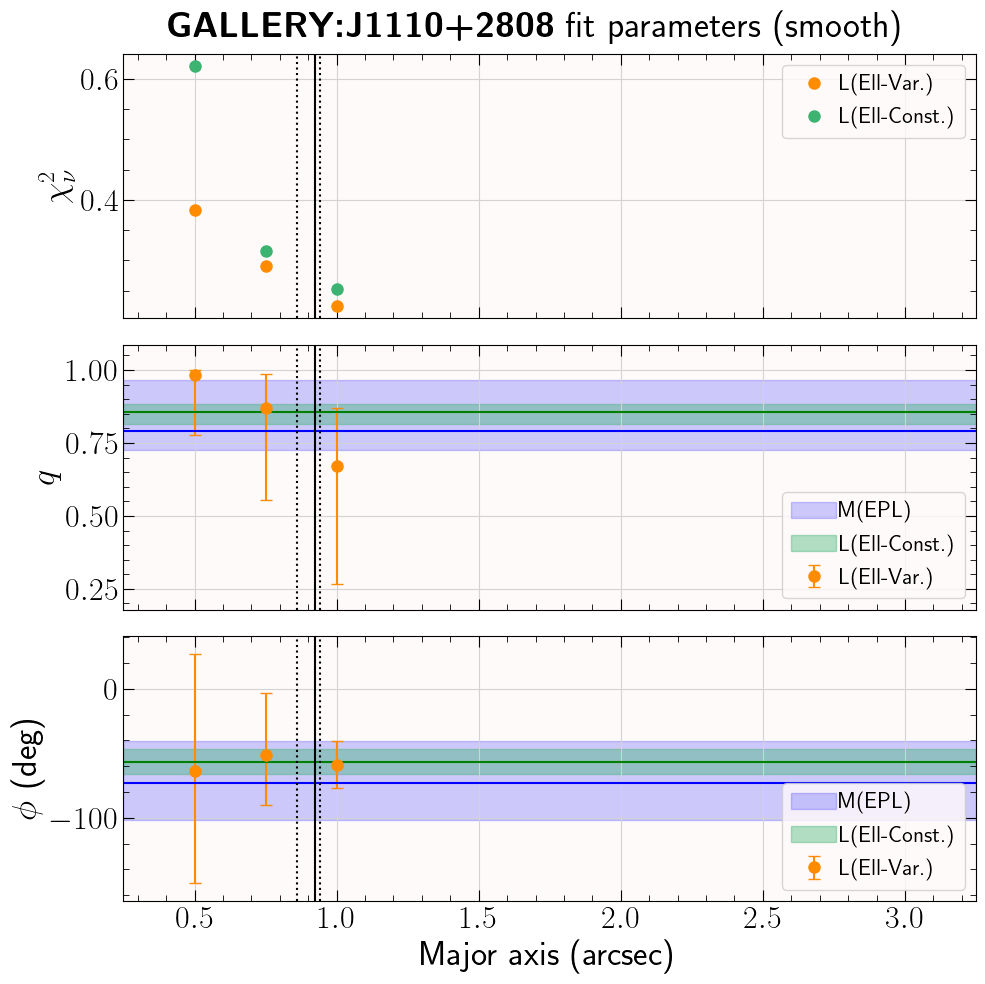 GALLERY:J1110+2808 fit parameters (smooth)
0.6
0.4
χ²ᵥ
L(Ell-Var.)
L(Ell-Const.)
1.00
0.75
0.50
0.25
q
M(EPL)
L(Ell-Const.)
L(Ell-Var.)
0
−100
ϕ (deg)
M(EPL)
L(Ell-Const.)
L(Ell-Var.)
0.5 1.0 1.5 2.0 2.5 3.0
Major axis (arcsec)